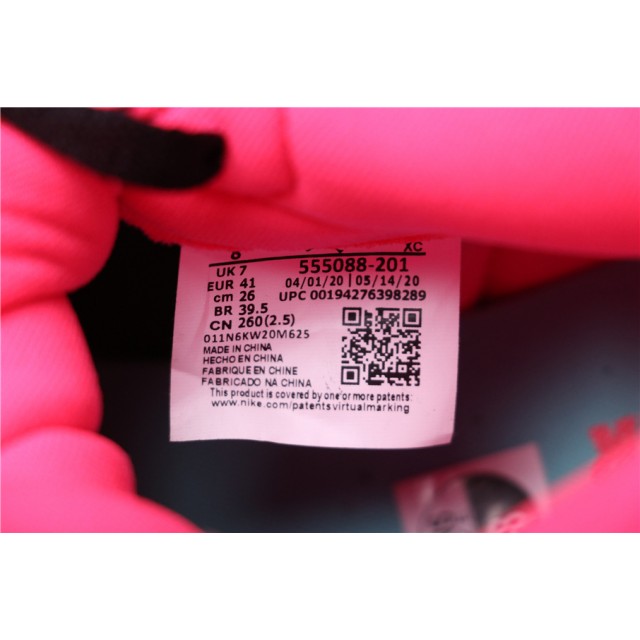 8 XC
UK 7 555088-201
EUR 41 04/01/20 | 05/14/20
cm 26 UPC 00194276398289
BR 39.5
CN 260(2.5)
011N6KW20M625
MADE IN CHINA
HECHO EN CHINA
FABRIQUE EN CHINE
FABRICADO NA CHINA
This product is covered by one or more patents:
www.nike.com/patentsvirtualmarking